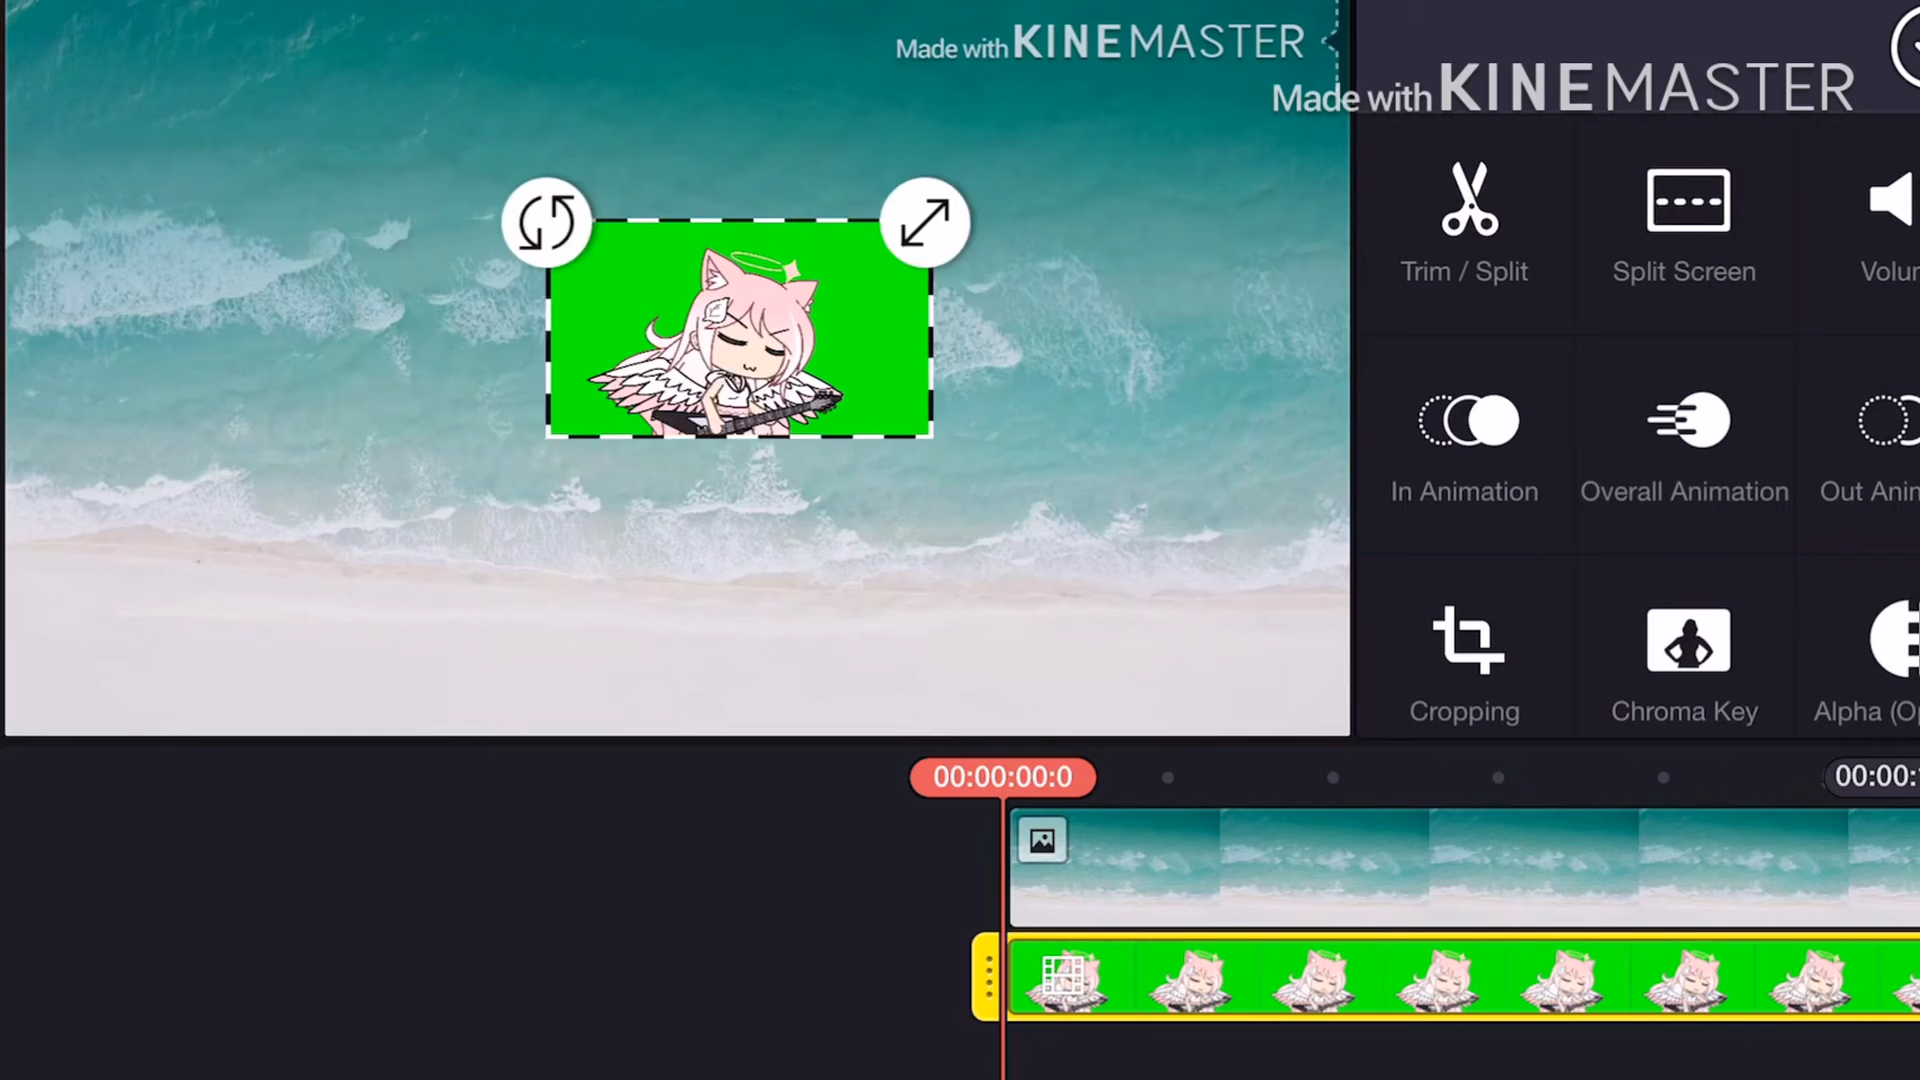 Made with KINEMASTER
Made with KINEMASTER
Trim / Split
Split Screen
Volum
In Animation
Overall Animation
Out Anim
Cropping
Chroma Key
Alpha (Op
00:00:00:0
00:00: